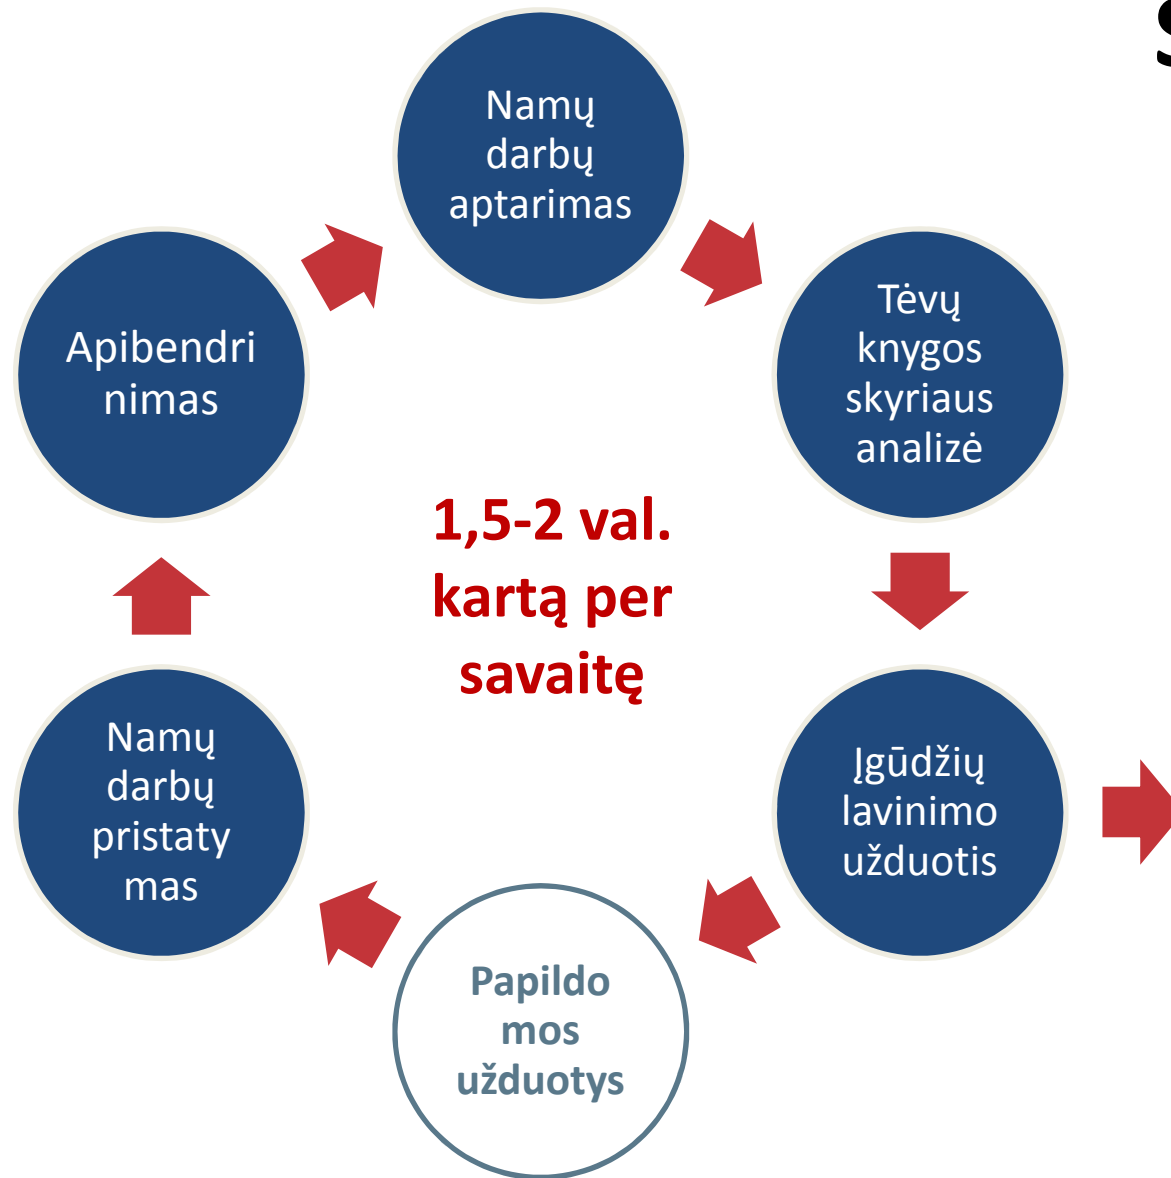 Namų
darbų
aptarimas
Tėvų
knygos
skyriaus
analizė
Įgūdžių
lavinimo
užduotis
Papildo
mos
užduotys
Namų
darbų
pristaty
mas
Apibendri
nimas
1,5-2 val.
kartą per
savaitę